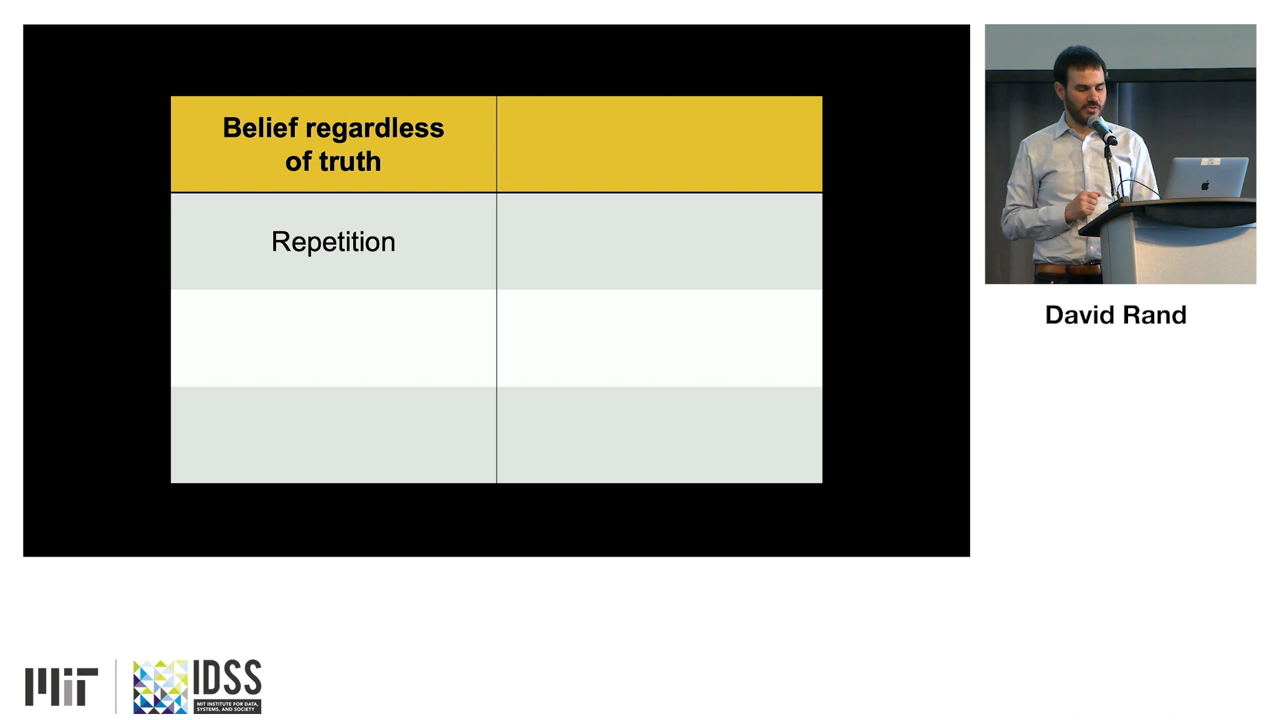 Belief regardless
of truth
Repetition
David Rand
MIT
IDSS
MIT INSTITUTE FOR DATA,
SYSTEMS, AND SOCIETY